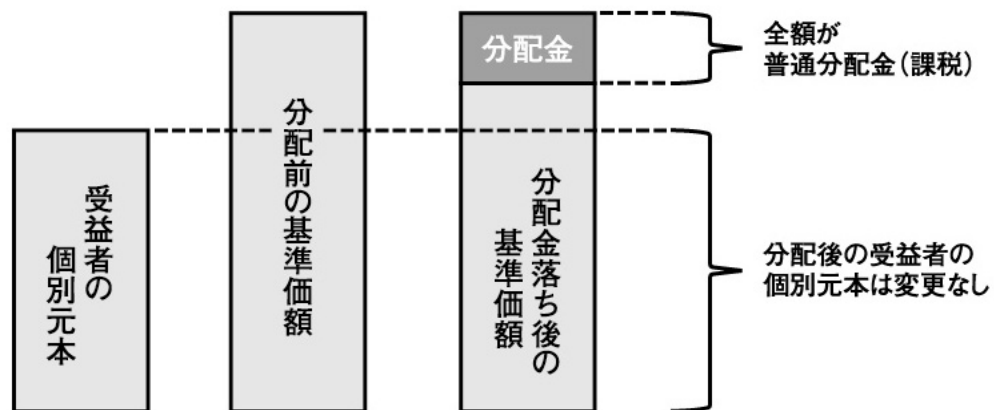 受益者の
個別元本
分配前の基準価額
分配金
分配金落ち後の
基準価額
全額が
普通分配金（課税）
分配後の受益者の
個別元本は変更なし